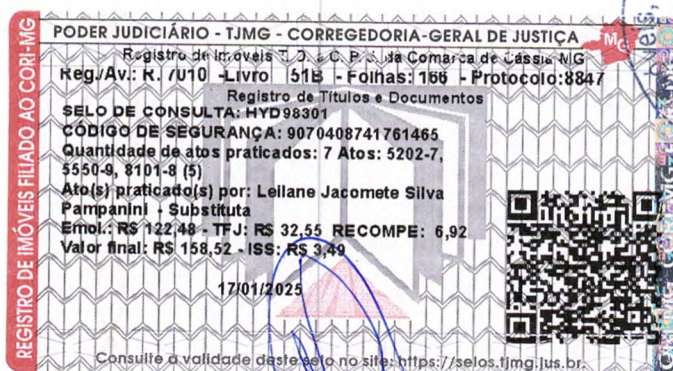 PODER JUDICIÁRIO - TJMG - CORREGEDORIA-GERAL DE JUSTIÇA
MG
Registro de Imóveis T. D. e C. P. J. da Comarca de Cássia MG
Reg./Av.: R. 7010 -Livro 51B - Folhas: 166 - Protocolo:8847
Registro de Títulos e Documentos
SELO DE CONSULTA: HYD98301
CÓDIGO DE SEGURANÇA: 9070408741761465
Quantidade de atos praticados: 7 Atos: 5202-7,
5550-9, 8101-8 (5)
Ato(s) praticado(s) por: Leilane Jacomete Silva
Pampanini - Substituta
Emol.: R$ 122,48 - TFJ: R$ 32,55 RECOMPE: 6,92
Valor final: R$ 158,52 - ISS: R$ 3,49
17/01/2025
Consulte a validade deste selo no site: https://selos.tjmg.jus.br.
REGISTRO DE IMÓVEIS FILIADO AO CORI-MG